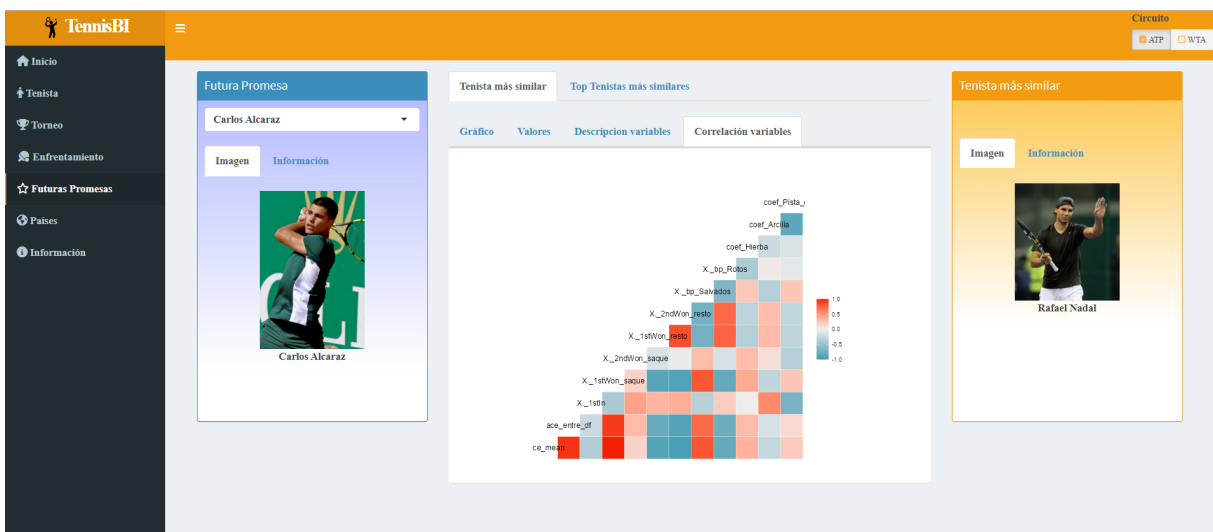 TennisBI
Circuito
ATP WTA
Inicio
Tenista
Torneo
Enfrentamiento
Futuras Promesas
Paises
Información
Futura Promesa
Carlos Alcaraz
Imagen Información
Carlos Alcaraz
Tenista más similar Top Tenistas más similares
Gráfico Valores Descripcion variables Correlación variables
coef_Pista_
coef_Arcilla
coef_Hierba
X._bp_Rotos
X._bp_Salvados
X._2ndWon_resto
X._1stWon_resto
X._2ndWon_saque
X._1stWon_saque
X._1stIn
ace_entre_df
ce_mean
1.0
0.5
0.0
-0.5
-1.0
Tenista más similar
Imagen Información
Rafael Nadal